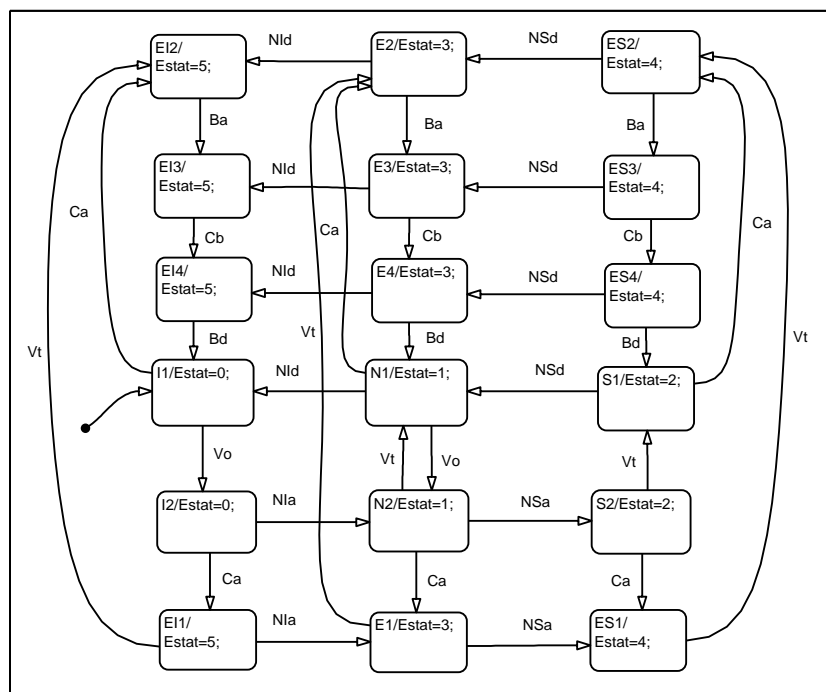 EI2/
Estat=5;
NId
E2/Estat=3;
NSd
ES2/
Estat=4;
Ba
Ba
Ba
EI3/
Estat=5;
NId
E3/Estat=3;
NSd
ES3/
Estat=4;
Ca
Cb
Ca
Cb
Cb
Ca
EI4/
Estat=5;
NId
E4/Estat=3;
NSd
ES4/
Estat=4;
Vt
Bd
Vt
Bd
Bd
Vt
I1/Estat=0;
NId
N1/Estat=1;
NSd
S1/Estat=2;
Vo
Vt
Vo
Vt
I2/Estat=0;
NIa
N2/Estat=1;
NSa
S2/Estat=2;
Ca
Ca
Ca
EI1/
Estat=5;
NIa
E1/Estat=3;
NSa
ES1/
Estat=4;